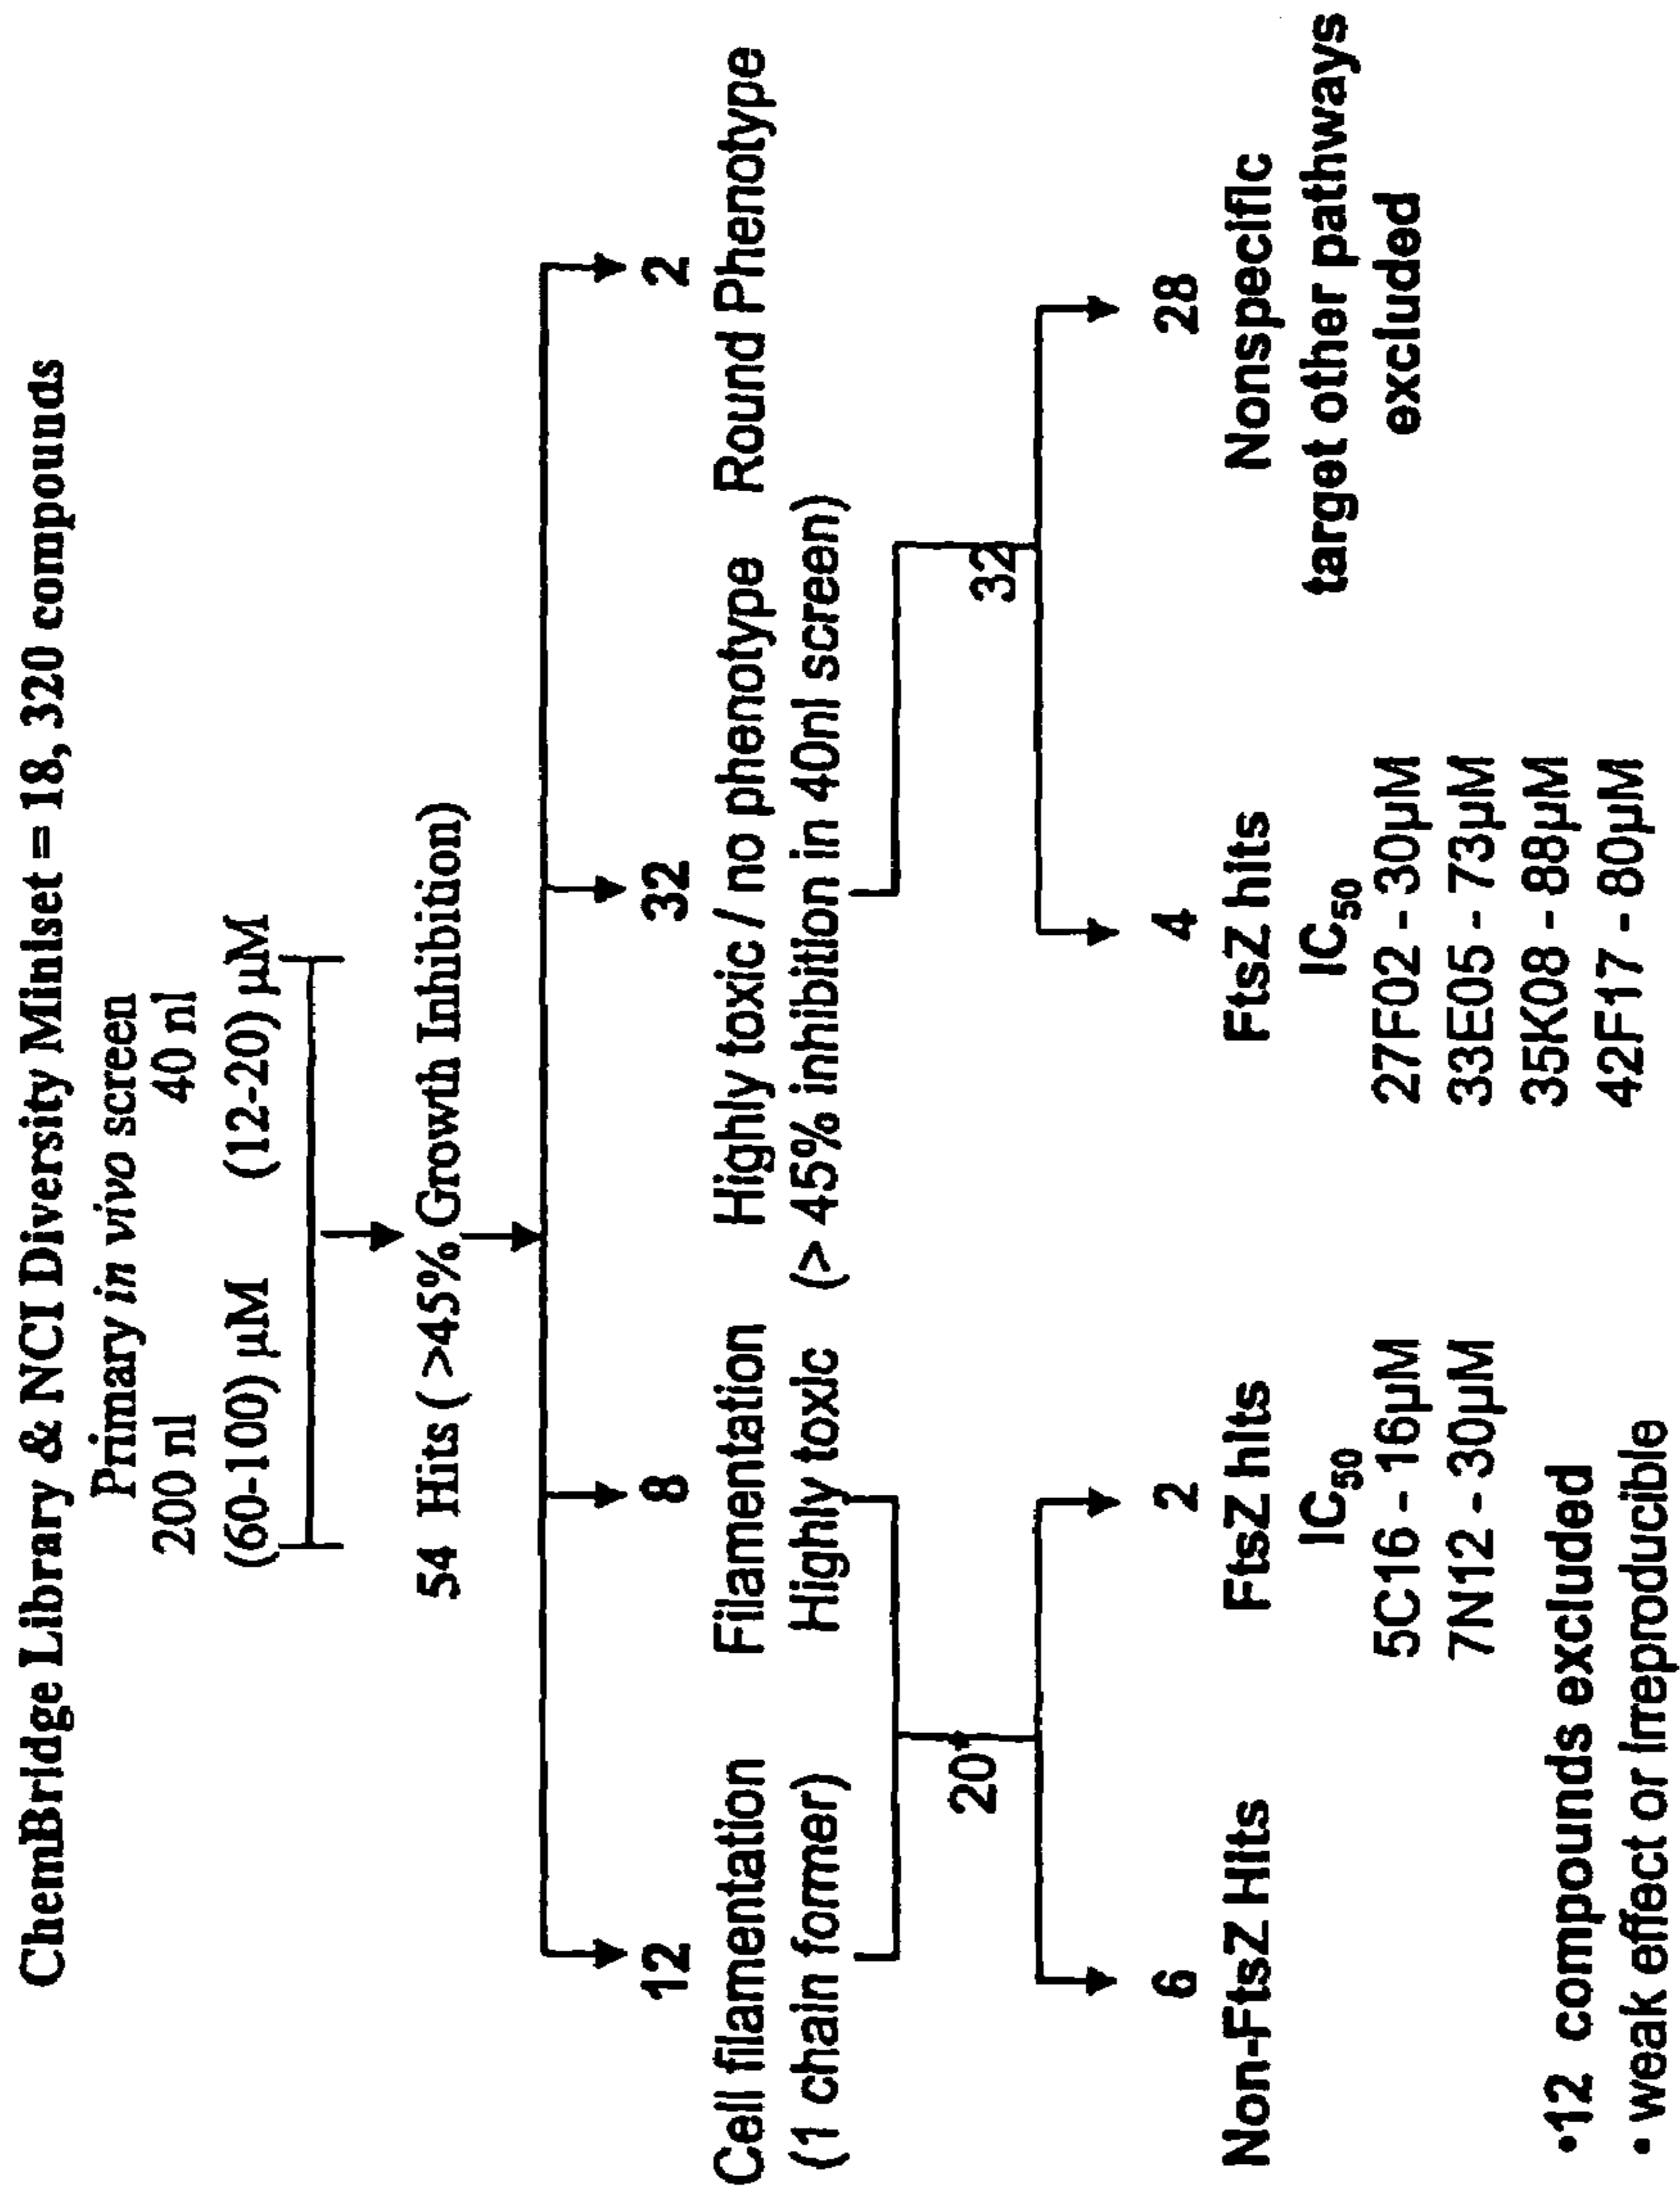 ChemBridge Library & NCI Diversity Miniset = 18, 320 compounds
Primary in vivo screen
200 nl 40 nl
(60-100) µM (12-20) µM
54 Hits ( >45% Growth Inhibition)
12 8 32 2
Cell filamentation Filamentation Highly toxic / no phenotype Round Phenotype
(1 chain former) Highly toxic (> 45% inhibition in 40nl screen)
20 32
6 2 4 28
Non-FtsZ Hits FtsZ hits FtsZ hits Nonspecific
IC50 IC50 target other pathways
5C16 - 16µM 27F02 - 30µM excluded
7N12 - 30µM 33E05 - 73µM
35K08 - 88µM
•12 compounds excluded 42F17 - 80µM
• weak effect or irreproducible